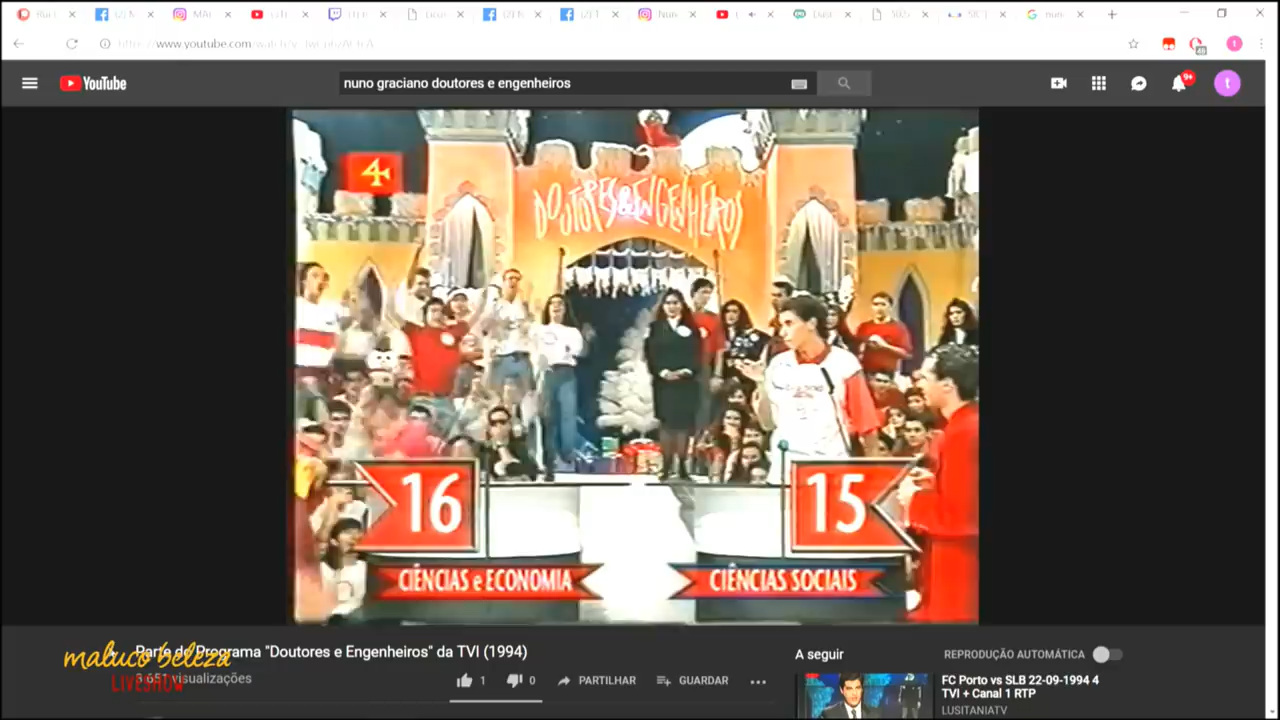 YouTube
nuno graciano doutores e engenheiros
9+
t
4
DOUTORES & ENGENHEIROS
16
15
CIÊNCIAS e ECONOMIA
CIÊNCIAS SOCIAIS
maluco beleza
LIVESHOW
Parte do Programa "Doutores e Engenheiros" da TVI (1994)
visualizações
1
0
PARTILHAR
GUARDAR
A seguir
REPRODUÇÃO AUTOMÁTICA
FC Porto vs SLB 22-09-1994 4
TVI + Canal 1 RTP
LUSITANIATV